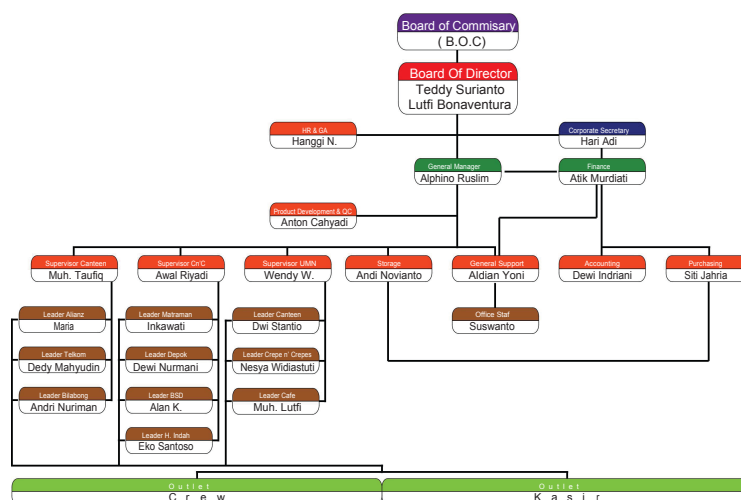 Board of Commisary
( B.O.C)
Board Of Director
Teddy Surianto
Lutfi Bonaventura
HR & GA
Hanggi N.
Corporate Secretary
Hari Adi
General Manager
Alphino Ruslim
Finance
Atik Murdiati
Product Development & QC
Anton Cahyadi
Supervisor Canteen
Muh. Taufiq
Supervisor Cn'C
Awal Riyadi
Supervisor UMN
Wendy W.
Storage
Andi Novianto
General Support
Aldian Yoni
Accounting
Dewi Indriani
Purchasing
Siti Jahria
Leader Alianz
Maria
Leader Matraman
Inkawati
Leader Canteen
Dwi Stantio
Office Staf
Suswanto
Leader Telkom
Dedy Mahyudin
Leader Depok
Dewi Nurmani
Leader Crepe n' Crepes
Nesya Widiastuti
Leader Bilabong
Andri Nuriman
Leader BSD
Alan K.
Leader Cafe
Muh. Lutfi
Leader H. Indah
Eko Santoso
Outlet
Crew
Outlet
Kasir